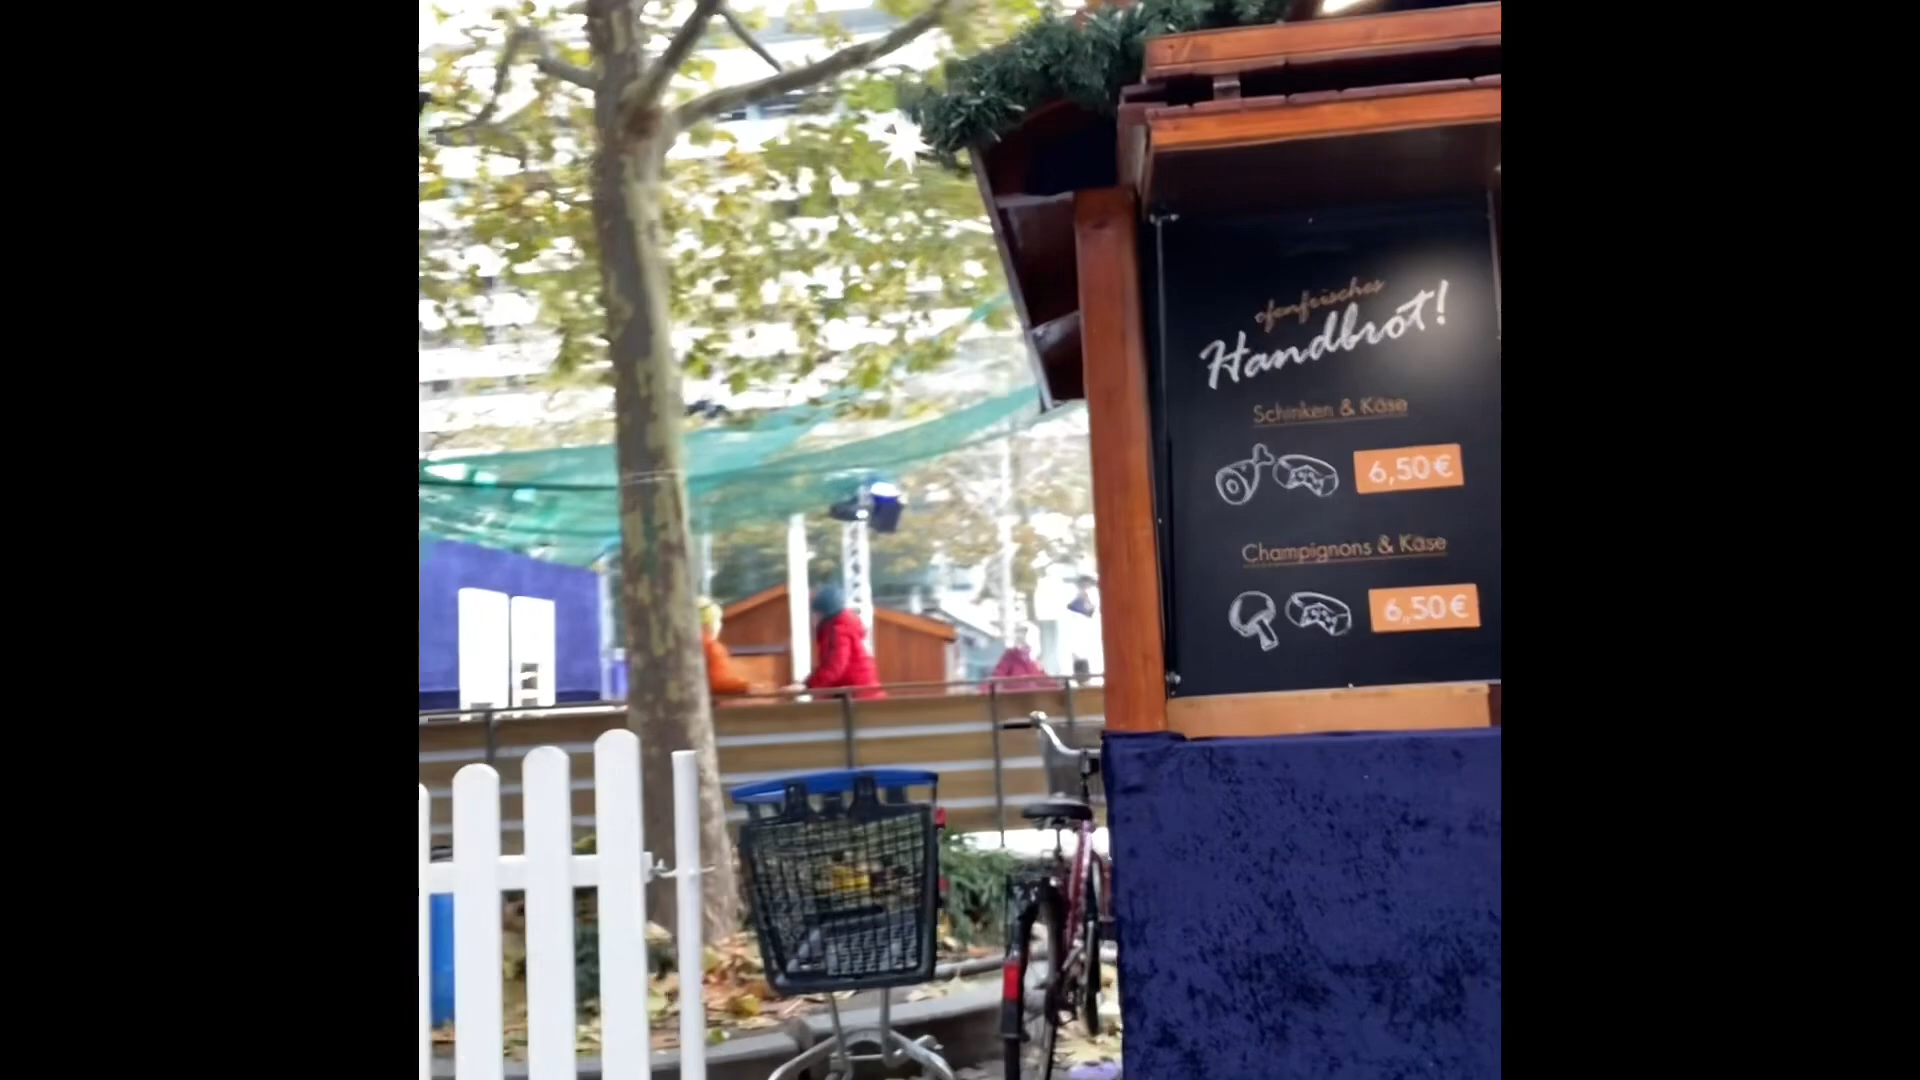 ofenfrisches
Handbrot!
Schinken & Käse
6,50 €
Champignons & Käse
6,50 €